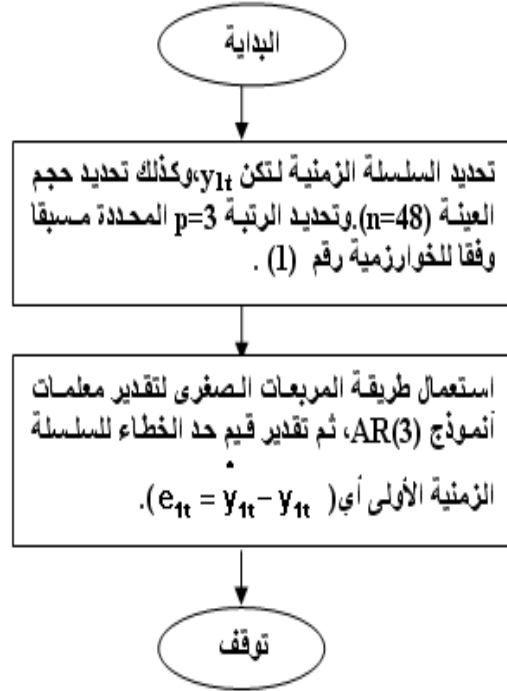 البداية
تحديد السلسلة الزمنية لتكن y1t،وكذلك تحديد حجم
العينة (n=48).وتحديد الرتبة p=3 المحددة مسبقا
وفقا للخوارزمية رقم (1) .
استعمال طريقة المربعات الصغرى لتقدير معلمات
أنموذج AR(3)، ثم تقدير قيم حد الخطاء للسلسلة
الزمنية الأولى أي( e1t = y1t − y1t).
توقف